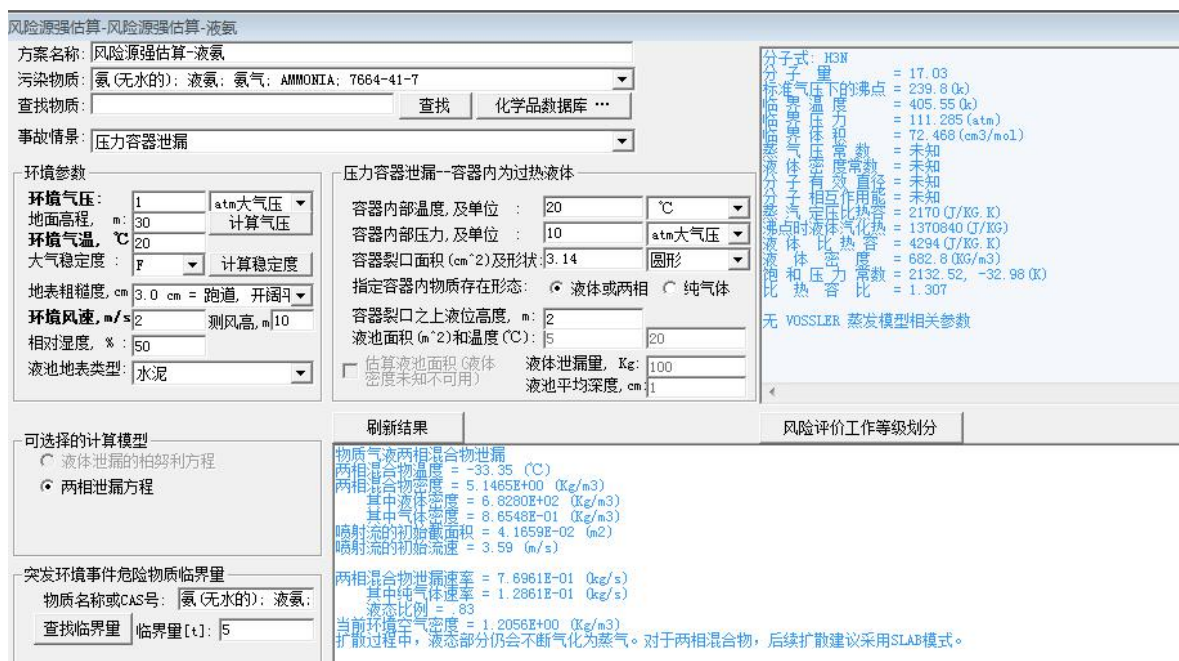 风险源强估算-风险源强估算-液氨
方案名称: 风险源强估算-液氨
污染物质: 氨(无水的); 液氨; 氨气; AMMONIA; 7664-41-7
查找物质: 查找 化学品数据库 …
事故情景: 压力容器泄漏
环境参数
环境气压: 1 atm大气压
地面高程, m: 30 计算气压
环境气温, ℃ 20
大气稳定度 : F 计算稳定度
地表粗糙度, cm 3.0 cm = 跑道, 开阔平
环境风速, m/s 2 测风高, m 10
相对湿度, % : 50
液池地表类型: 水泥
压力容器泄漏--容器内为过热液体
容器内部温度, 及单位 : 20 ℃
容器内部压力, 及单位 : 10 atm大气压
容器裂口面积(cm^2)及形状: 3.14 圆形
指定容器内物质存在形态: 液体或两相 纯气体
容器裂口之上液位高度, m: 2
液池面积(m^2)和温度(℃): 5 20
估算液池面积(液体密度未知不可用)
液体泄漏量, Kg: 100
液池平均深度, cm: 1
分子式: H3N
分 子 量 = 17.03
标准气压下的沸点 = 239.8(k)
临 界 温 度 = 405.55(k)
临 界 压 力 = 111.285(atm)
临 界 体 积 = 72.468(cm3/mol)
蒸 气 压 常 数 = 未知
液 体 密 度常数 = 未知
分 子 有 效 直径 = 未知
分子 相互作用能 = 未知
蒸 汽 定压比热容 = 2170(J/KG.K)
沸点时液体汽化热 = 1370840(J/KG)
液 体 比 热 容 = 4294(J/KG.K)
液 体 密 度 = 682.8(KG/m3)
饱 和 压 力 常数 = 2132.52, -32.98(K)
比 热 容 比 = 1.307
无 VOSSLER 蒸发模型相关参数
刷新结果
风险评价工作等级划分
可选择的计算模型
液体泄漏的柏努利方程
两相泄漏方程
突发环境事件危险物质临界量
物质名称或CAS号: 氨(无水的); 液氨;
查找临界量 临界量[t]: 5
物质气液两相混合物泄漏
两相混合物温度 = -33.35 (℃)
两相混合物密度 = 5.1465E+00 (Kg/m3)
其中液体密度 = 6.8280E+02 (Kg/m3)
其中气体密度 = 8.6548E-01 (Kg/m3)
喷射流的初始截面积 = 4.1659E-02 (m2)
喷射流的初始流速 = 3.59 (m/s)
两相混合物泄漏速率 = 7.6961E-01 (kg/s)
其中纯气体速率 = 1.2861E-01 (kg/s)
液态比例 = .83
当前环境空气密度 = 1.2056E+00 (Kg/m3)
扩散过程中，液态部分仍会不断气化为蒸气。对于两相混合物，后续扩散建议采用SLAB模式。